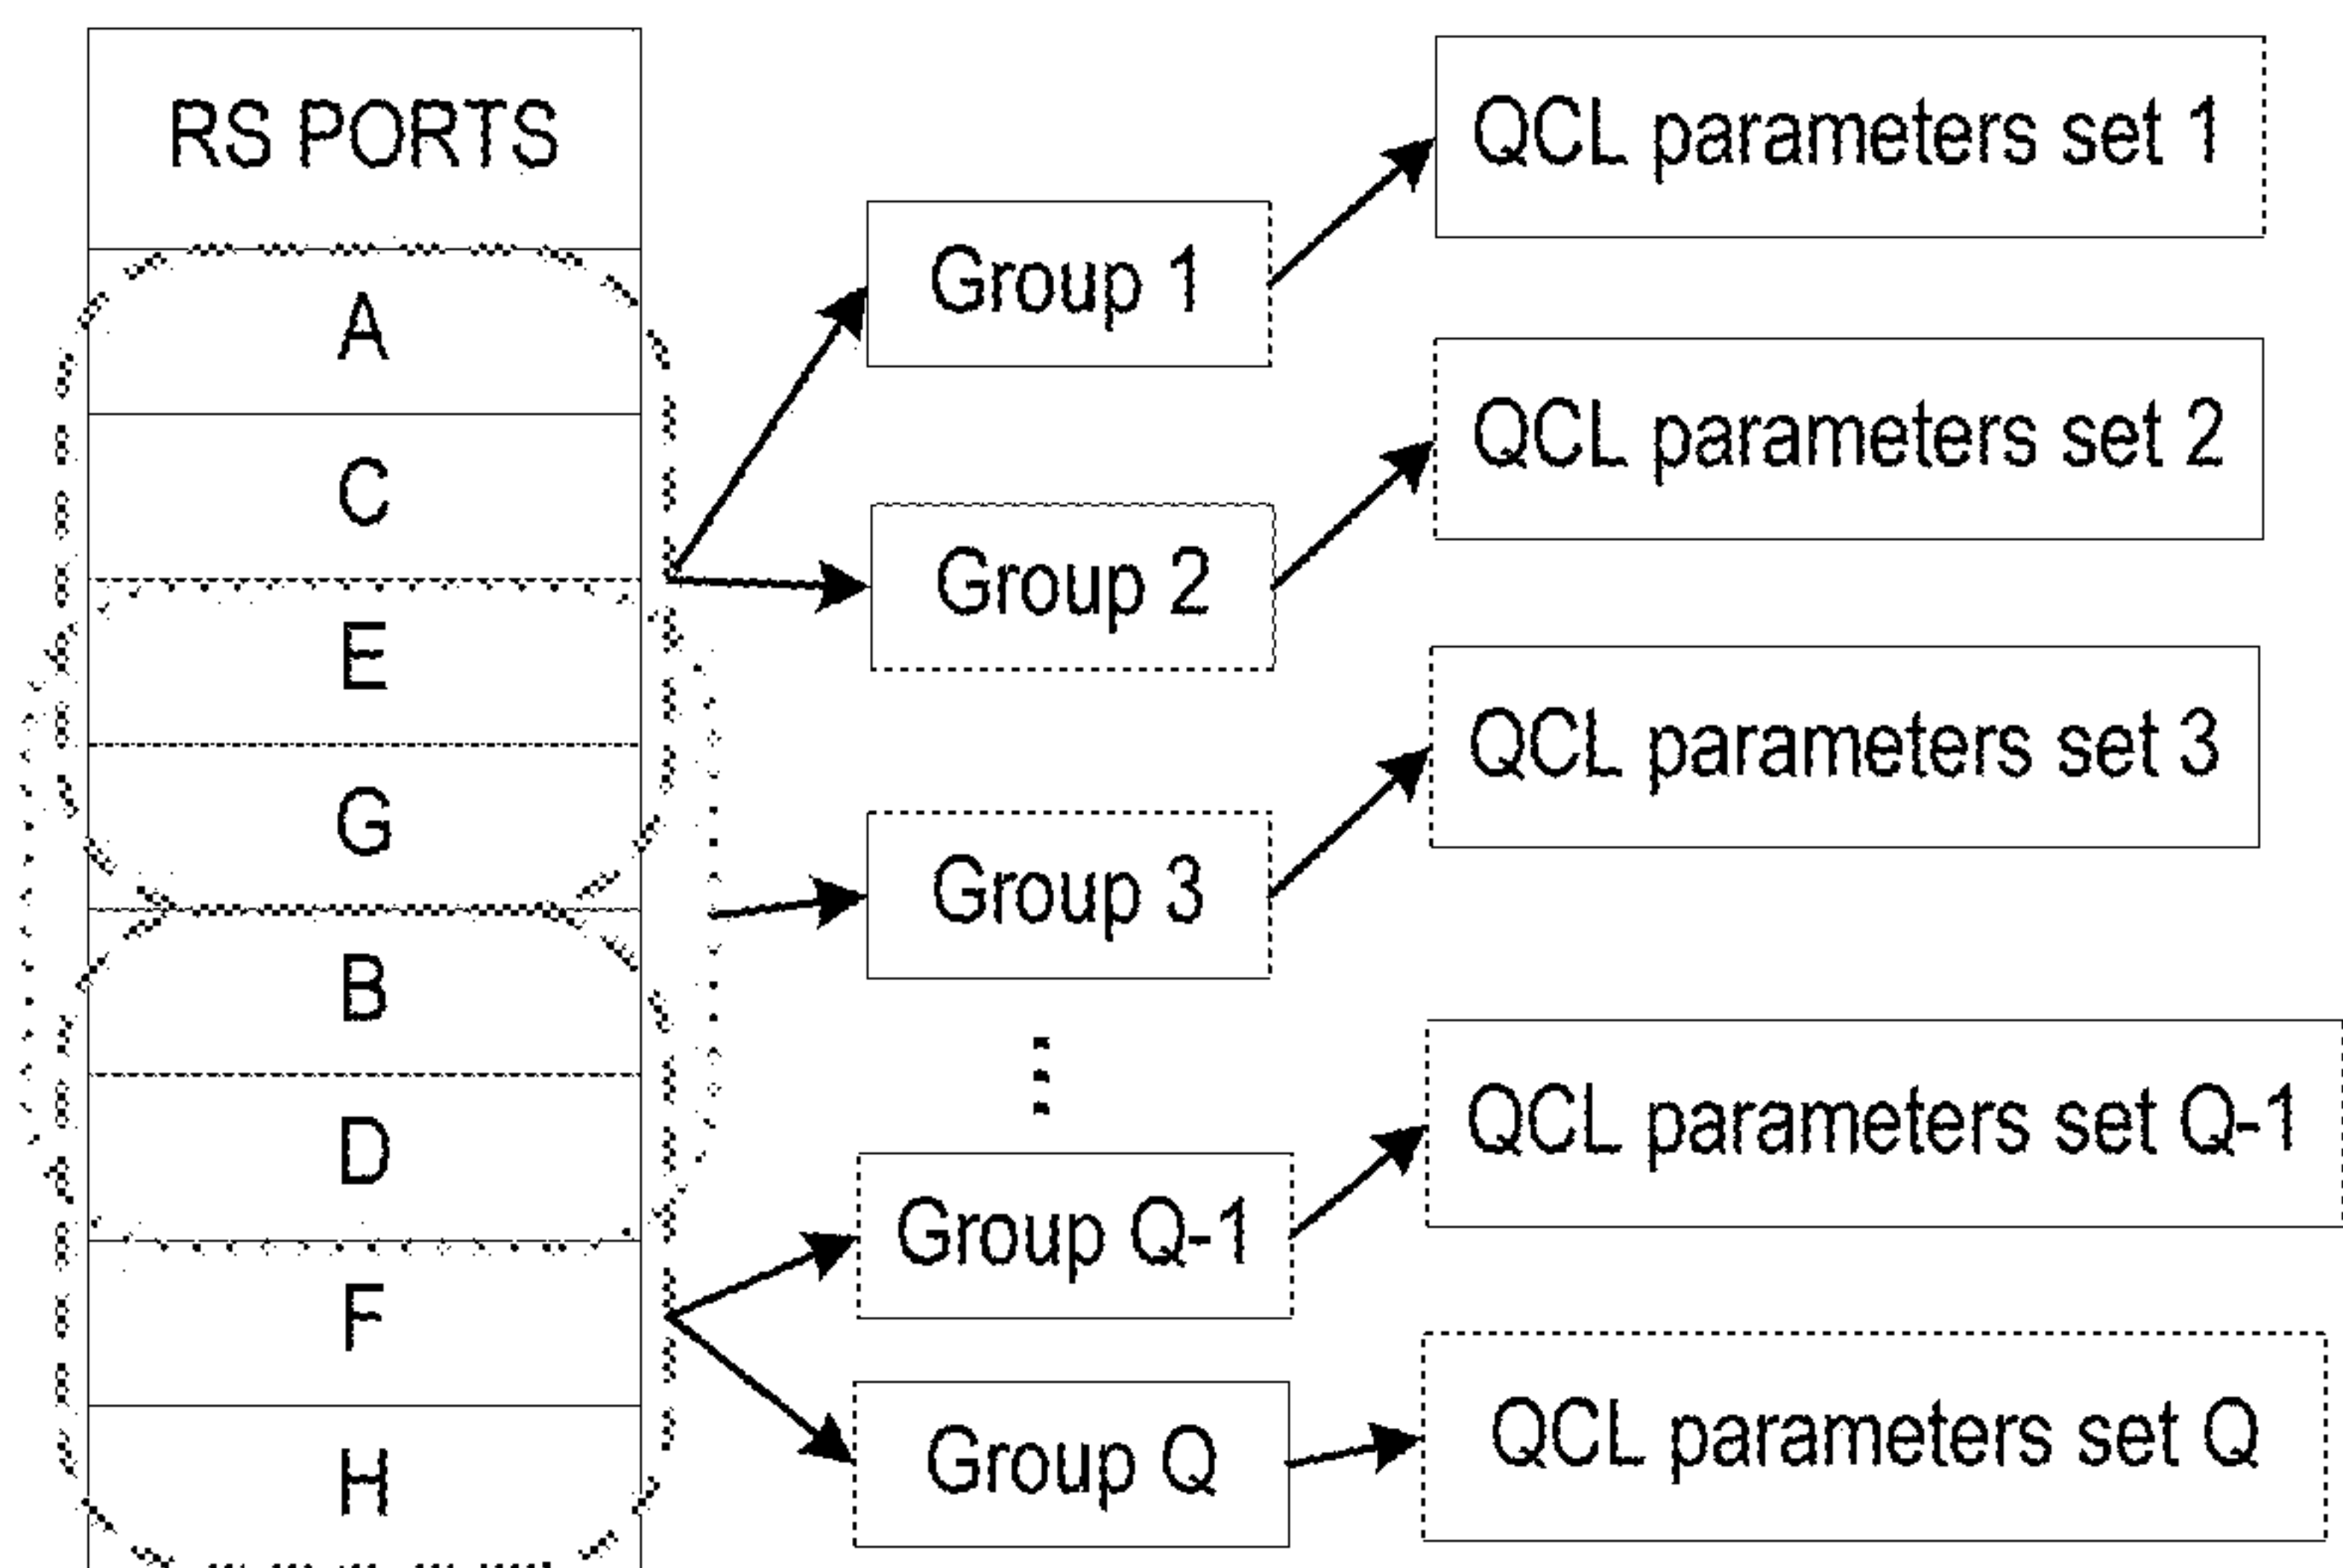 RS PORTS
A
C
E
G
B
D
F
H
Group 1
Group 2
Group 3
Group Q-1
Group Q
QCL parameters set 1
QCL parameters set 2
QCL parameters set 3
QCL parameters set Q-1
QCL parameters set Q